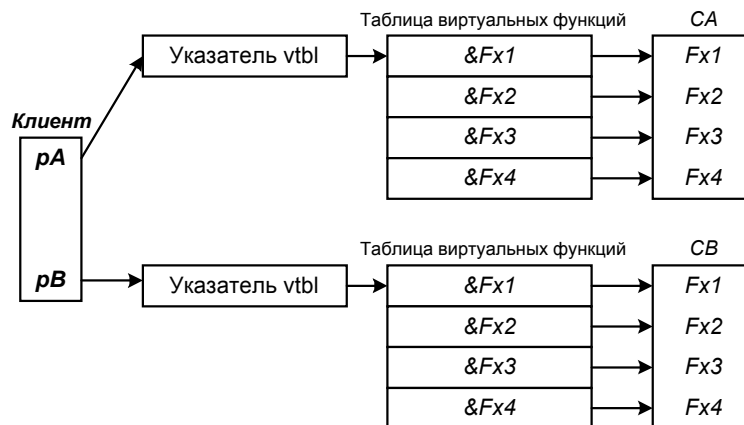 Таблица виртуальных функций CA
Указатель vtbl &Fx1 Fx1
&Fx2 Fx2
Клиент
&Fx3 Fx3
pA
&Fx4 Fx4
Таблица виртуальных функций CB
pB Указатель vtbl &Fx1 Fx1
&Fx2 Fx2
&Fx3 Fx3
&Fx4 Fx4